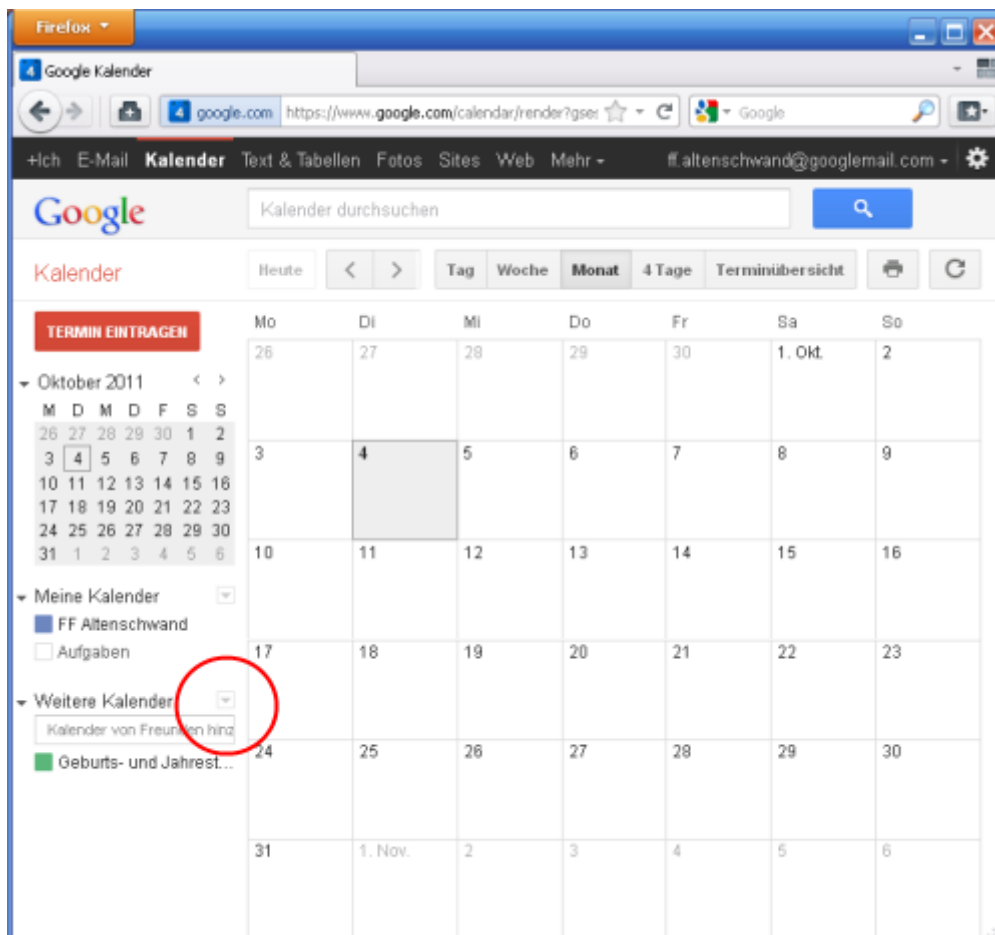 Firefox
4 Google Kalender
4 google.com https://www.google.com/calendar/render?gse Google
+Ich E-Mail Kalender Text & Tabellen Fotos Sites Web Mehr ff.altenschwand@googlemail.com
Google Kalender durchsuchen
Kalender Heute < > Tag Woche Monat 4 Tage Terminübersicht
TERMIN EINTRAGEN
Oktober 2011 < >
M D M D F S S
26 27 28 29 30 1 2
3 4 5 6 7 8 9
10 11 12 13 14 15 16
17 18 19 20 21 22 23
24 25 26 27 28 29 30
31 1 2 3 4 5 6
Meine Kalender
FF Altenschwand
Aufgaben
Weitere Kalender
Kalender von Freunden hinz
Geburts- und Jahrest...
Mo Di Mi Do Fr Sa So
26 27 28 29 30 1. Okt. 2
3 4 5 6 7 8 9
10 11 12 13 14 15 16
17 18 19 20 21 22 23
24 25 26 27 28 29 30
31 1. Nov. 2 3 4 5 6